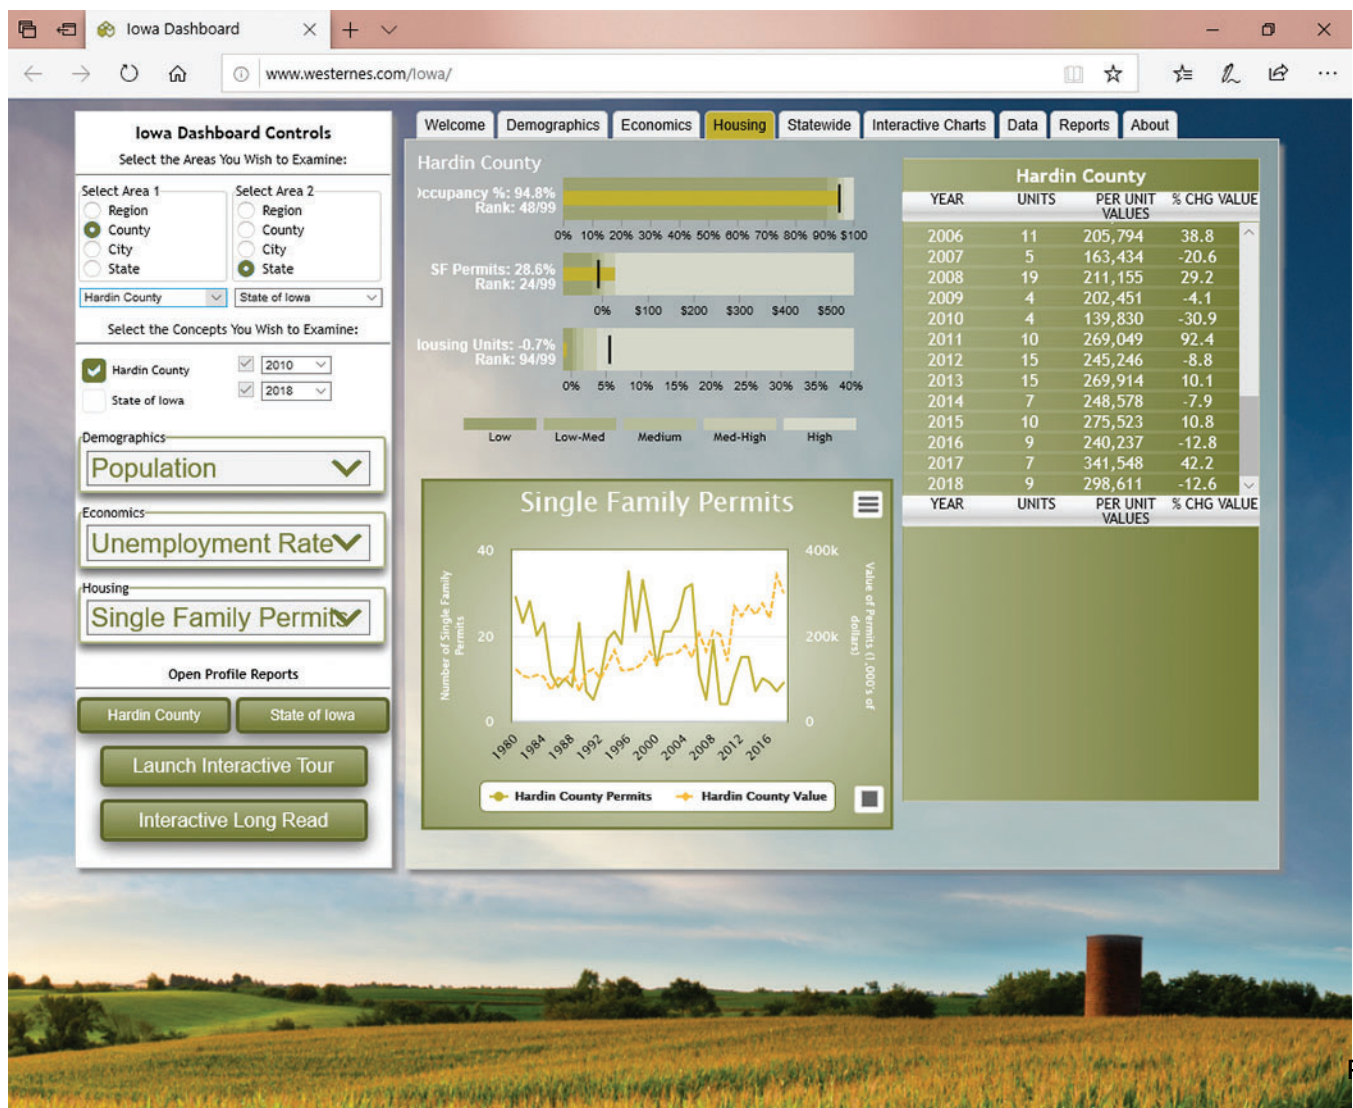 Iowa Dashboard
www.westernes.com/Iowa/
Iowa Dashboard Controls
Select the Areas You Wish to Examine:
Select Area 1
Select Area 2
Region
Region
County
County
City
City
State
State
Hardin County
State of Iowa
Select the Concepts You Wish to Examine:
Hardin County
2010
State of Iowa
2018
Demographics
Population
Economics
Unemployment Rate
Housing
Single Family Permits
Open Profile Reports
Hardin County
State of Iowa
Launch Interactive Tour
Interactive Long Read
Welcome Demographics Economics Housing Statewide Interactive Charts Data Reports About
Hardin County
Occupancy %: 94.8%
Rank: 48/99
0% 10% 20% 30% 40% 50% 60% 70% 80% 90% $100
SF Permits: 28.6%
Rank: 24/99
0% $100 $200 $300 $400 $500
lousing Units: -0.7%
Rank: 94/99
0% 5% 10% 15% 20% 25% 30% 35% 40%
Low Low-Med Medium Med-High High
Single Family Permits
40
400k
20
200k
0
0
Number of Single Family
Permits
Value of Permits (1,000's of
dollars)
1980 1984 1988 1992 1996 2000 2004 2008 2012 2016
Hardin County Permits Hardin County Value
Hardin County
YEAR UNITS PER UNIT % CHG VALUE
VALUES
2006 11 205,794 38.8
2007 5 163,434 -20.6
2008 19 211,155 29.2
2009 4 202,451 -4.1
2010 4 139,830 -30.9
2011 10 269,049 92.4
2012 15 245,246 -8.8
2013 15 269,914 10.1
2014 7 248,578 -7.9
2015 10 275,523 10.8
2016 9 240,237 -12.8
2017 7 341,548 42.2
2018 9 298,611 -12.6
YEAR UNITS PER UNIT % CHG VALUE
VALUES